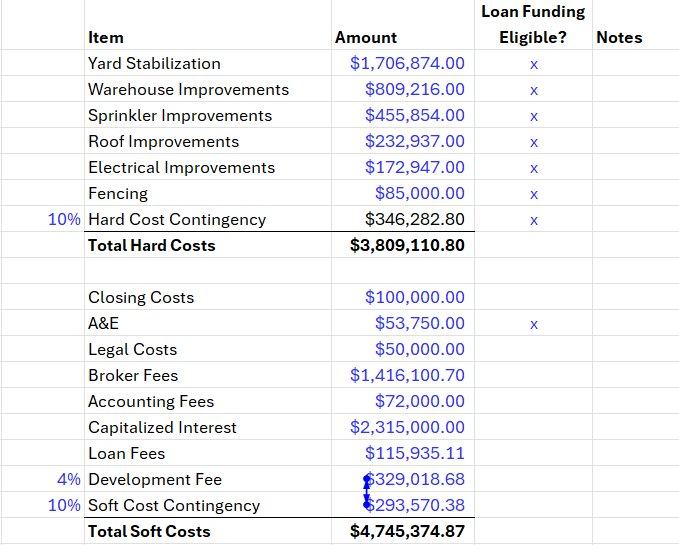 Loan Funding
Item Amount Eligible? Notes
Yard Stabilization $1,706,874.00 x
Warehouse Improvements $809,216.00 x
Sprinkler Improvements $455,854.00 x
Roof Improvements $232,937.00 x
Electrical Improvements $172,947.00 x
Fencing $85,000.00 x
10% Hard Cost Contingency $346,282.80 x
Total Hard Costs $3,809,110.80
Closing Costs $100,000.00
A&E $53,750.00 x
Legal Costs $50,000.00
Broker Fees $1,416,100.70
Accounting Fees $72,000.00
Capitalized Interest $2,315,000.00
Loan Fees $115,935.11
4% Development Fee $329,018.68
10% Soft Cost Contingency $293,570.38
Total Soft Costs $4,745,374.87